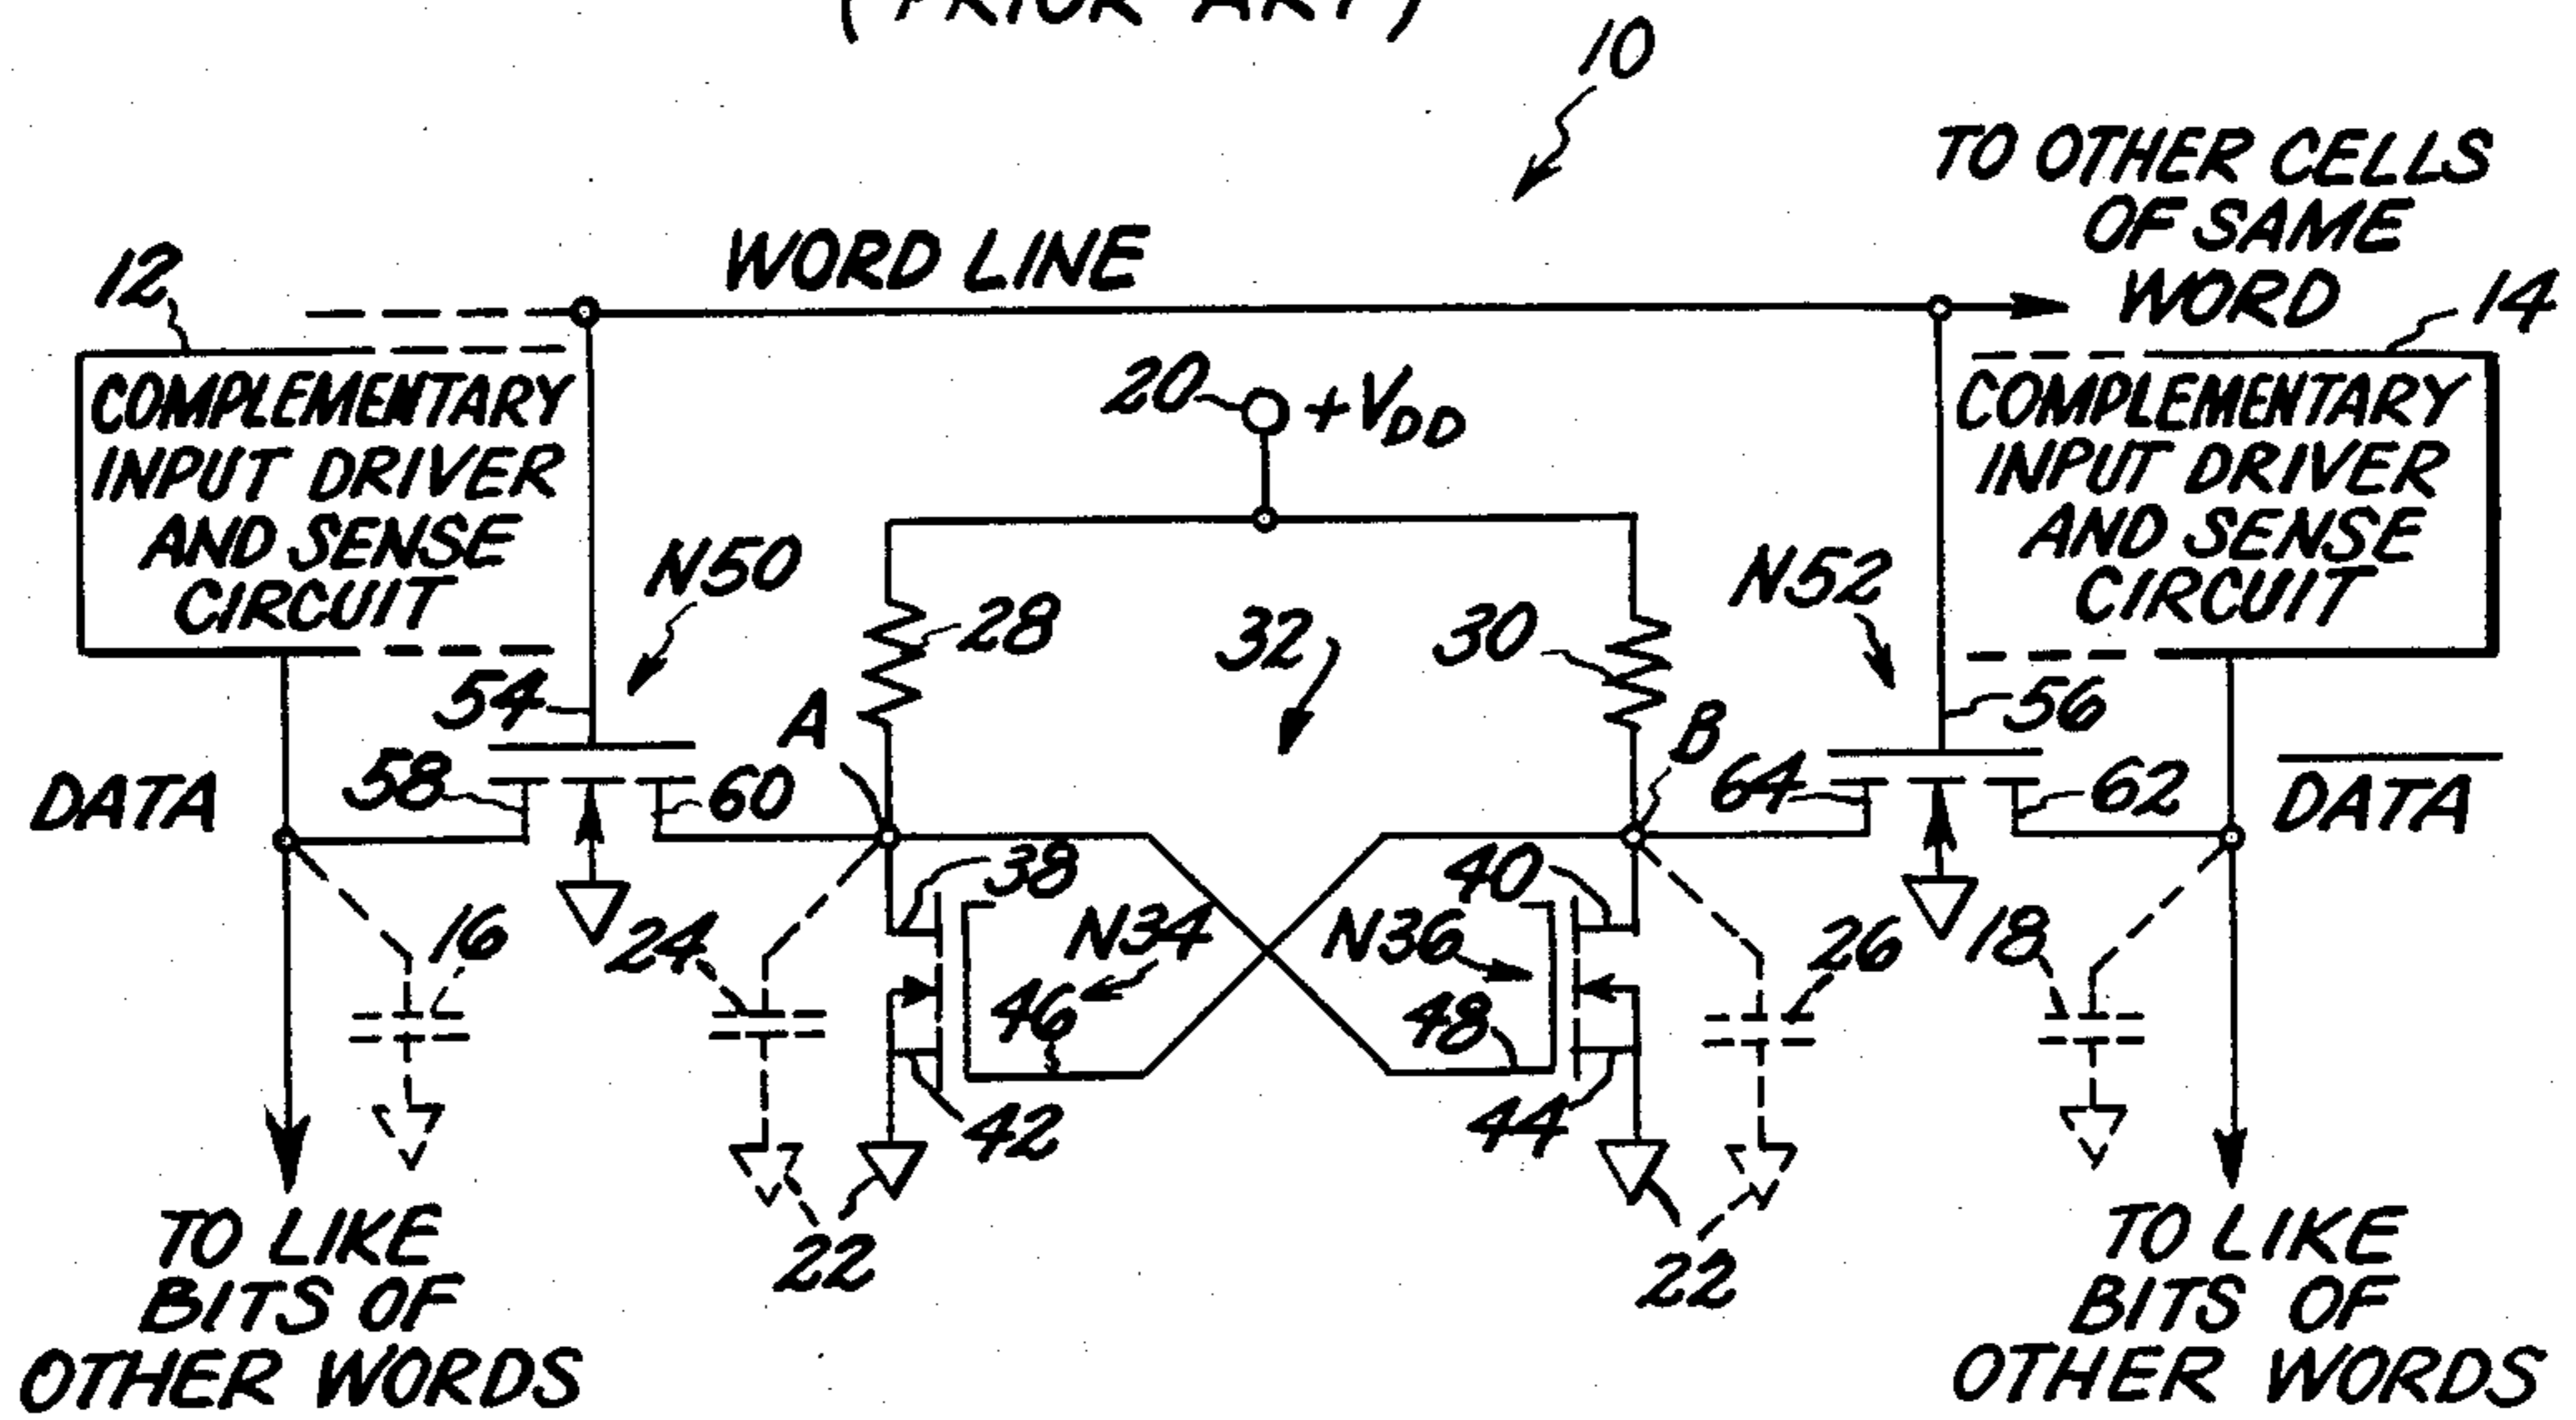 (PRIOR ART)
10
TO OTHER CELLS
OF SAME
WORD
WORD LINE
12
14
COMPLEMENTARY
INPUT DRIVER
AND SENSE
CIRCUIT
20
+VDD
COMPLEMENTARY
INPUT DRIVER
AND SENSE
CIRCUIT
N50
28
32
30
N52
54
A
B
56
DATA
58
60
64
62
DATA
38
40
16
24
N34
N36
26
18
46
48
42
44
22
22
TO LIKE
BITS OF
OTHER WORDS
TO LIKE
BITS OF
OTHER WORDS